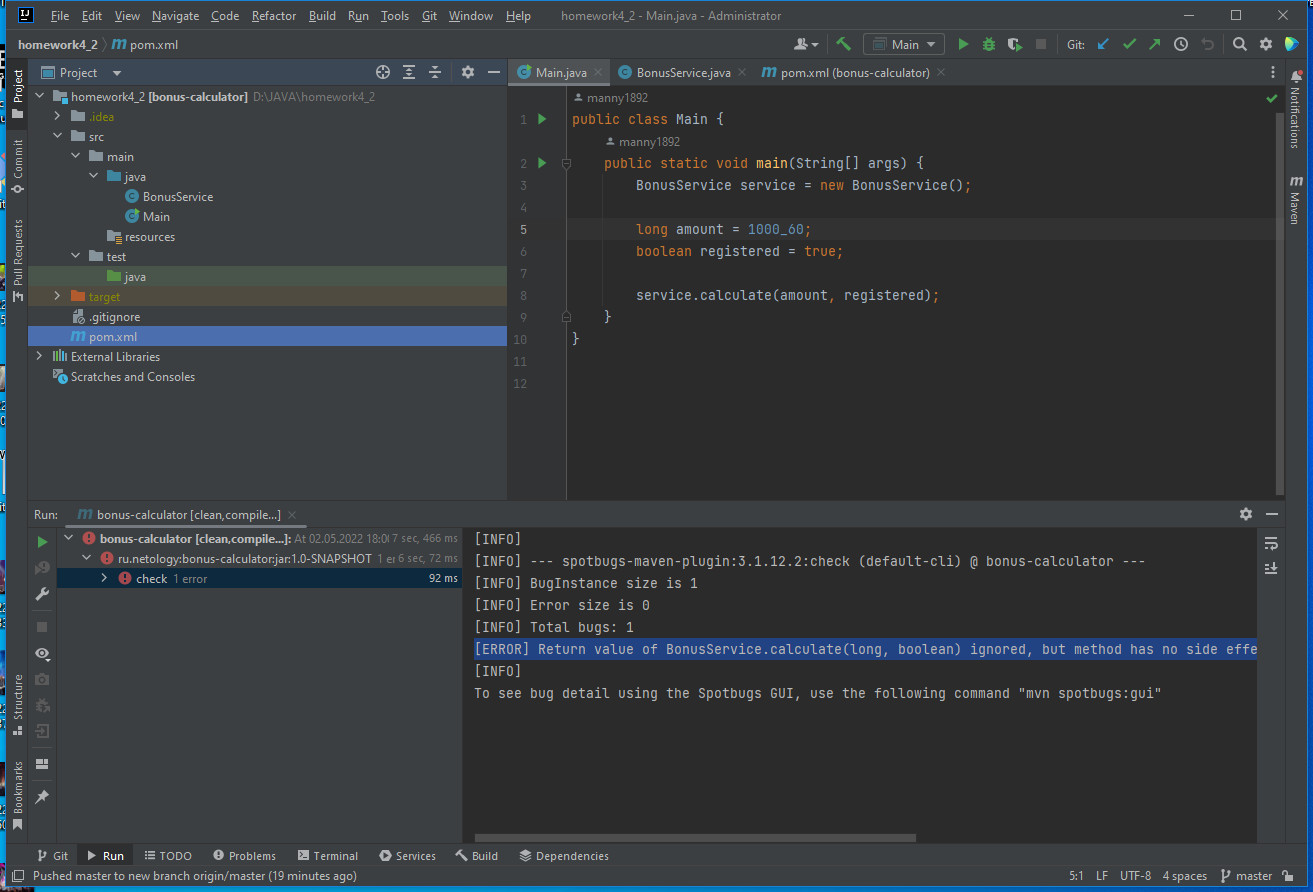 File Edit View Navigate Code Refactor Build Run Tools Git Window Help homework4_2 - Main.java - Administrator
homework4_2 pom.xml Main Git:
Project Main.java BonusService.java pom.xml (bonus-calculator)
Project
Commit
Pull Requests
homework4_2 [bonus-calculator] D:\JAVA\homework4_2
.idea
src
main
java
BonusService
Main
resources
test
java
target
.gitignore
pom.xml
External Libraries
Scratches and Consoles
manny1892
1 public class Main {
manny1892
2 public static void main(String[] args) {
3 BonusService service = new BonusService();
4
5 long amount = 1000_60;
6 boolean registered = true;
7
8 service.calculate(amount, registered);
9 }
10 }
11
12
Notifications
Maven
Run: bonus-calculator [clean,compile...]
bonus-calculator [clean,compile...]: At 02.05.2022 18:0 7 sec, 466 ms
ru.netology:bonus-calculator:jar:1.0-SNAPSHOT 1 er 6 sec, 72 ms
check 1 error 92 ms
[INFO]
[INFO] --- spotbugs-maven-plugin:3.1.12.2:check (default-cli) @ bonus-calculator ---
[INFO] BugInstance size is 1
[INFO] Error size is 0
[INFO] Total bugs: 1
[ERROR] Return value of BonusService.calculate(long, boolean) ignored, but method has no side effe
[INFO]
To see bug detail using the Spotbugs GUI, use the following command "mvn spotbugs:gui"
Structure
Bookmarks
Git Run TODO Problems Terminal Services Build Dependencies
Pushed master to new branch origin/master (19 minutes ago) 5:1 LF UTF-8 4 spaces master